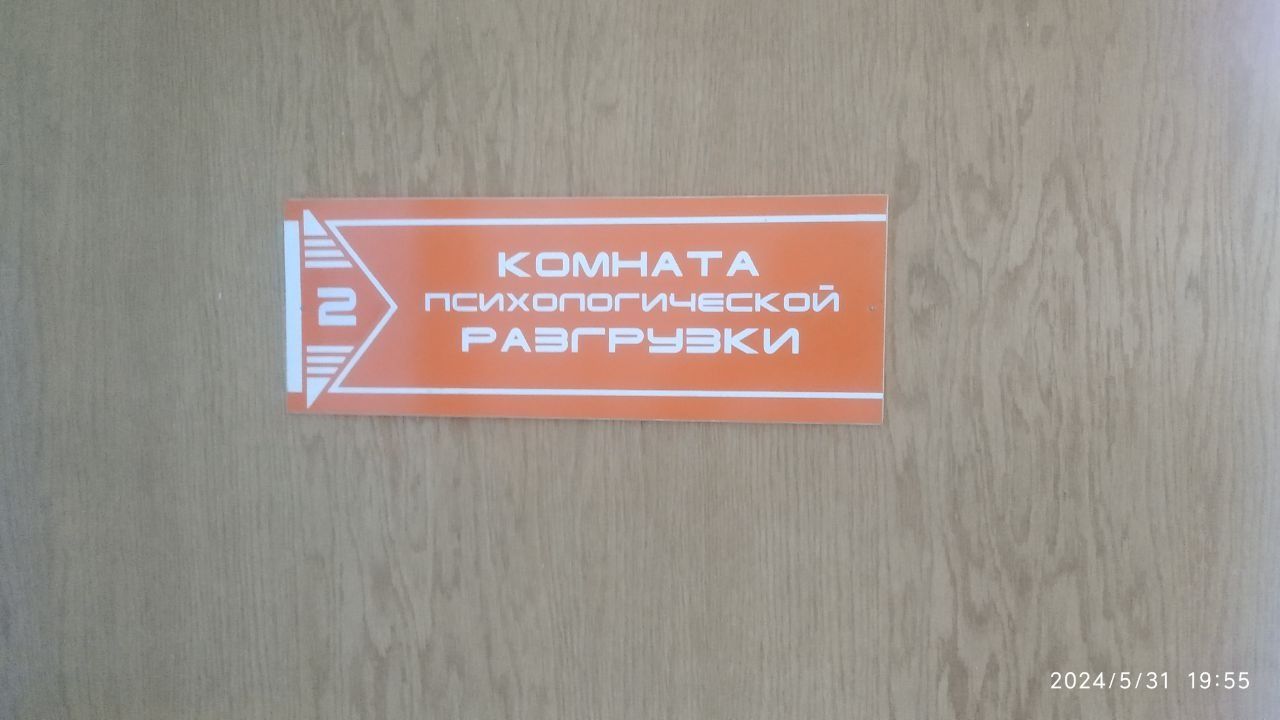 2
КОМНАТА
ПСИХОЛОГИЧЕСКОЙ
РАЗГРУЗКИ
2024/5/31 19:55